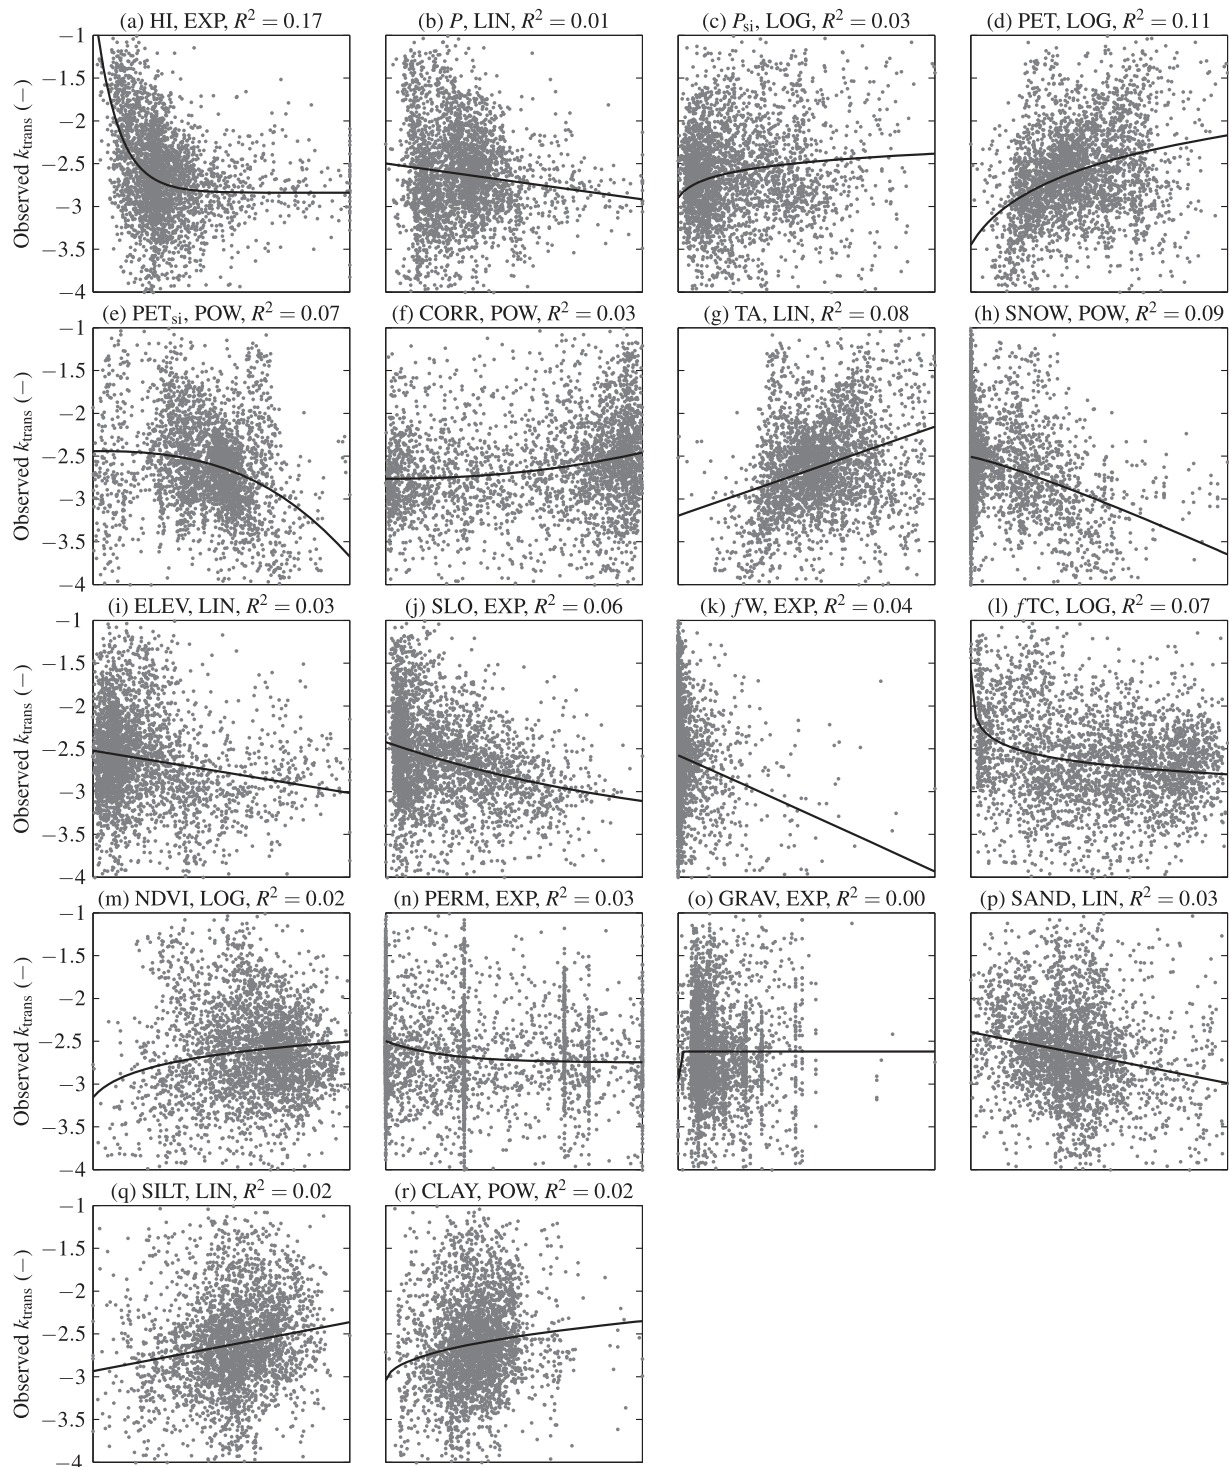 (a) HI, EXP, R² = 0.17
(b) P, LIN, R² = 0.01
(c) Psi, LOG, R² = 0.03
(d) PET, LOG, R² = 0.11
Observed ktrans (−)
−1
−1.5
−2
−2.5
−3
−3.5
−4
(e) PETsi, POW, R² = 0.07
(f) CORR, POW, R² = 0.03
(g) TA, LIN, R² = 0.08
(h) SNOW, POW, R² = 0.09
Observed ktrans (−)
−1
−1.5
−2
−2.5
−3
−3.5
−4
(i) ELEV, LIN, R² = 0.03
(j) SLO, EXP, R² = 0.06
(k) fW, EXP, R² = 0.04
(l) fTC, LOG, R² = 0.07
Observed ktrans (−)
−1
−1.5
−2
−2.5
−3
−3.5
−4
(m) NDVI, LOG, R² = 0.02
(n) PERM, EXP, R² = 0.03
(o) GRAV, EXP, R² = 0.00
(p) SAND, LIN, R² = 0.03
Observed ktrans (−)
−1
−1.5
−2
−2.5
−3
−3.5
−4
(q) SILT, LIN, R² = 0.02
(r) CLAY, POW, R² = 0.02
Observed ktrans (−)
−1
−1.5
−2
−2.5
−3
−3.5
−4